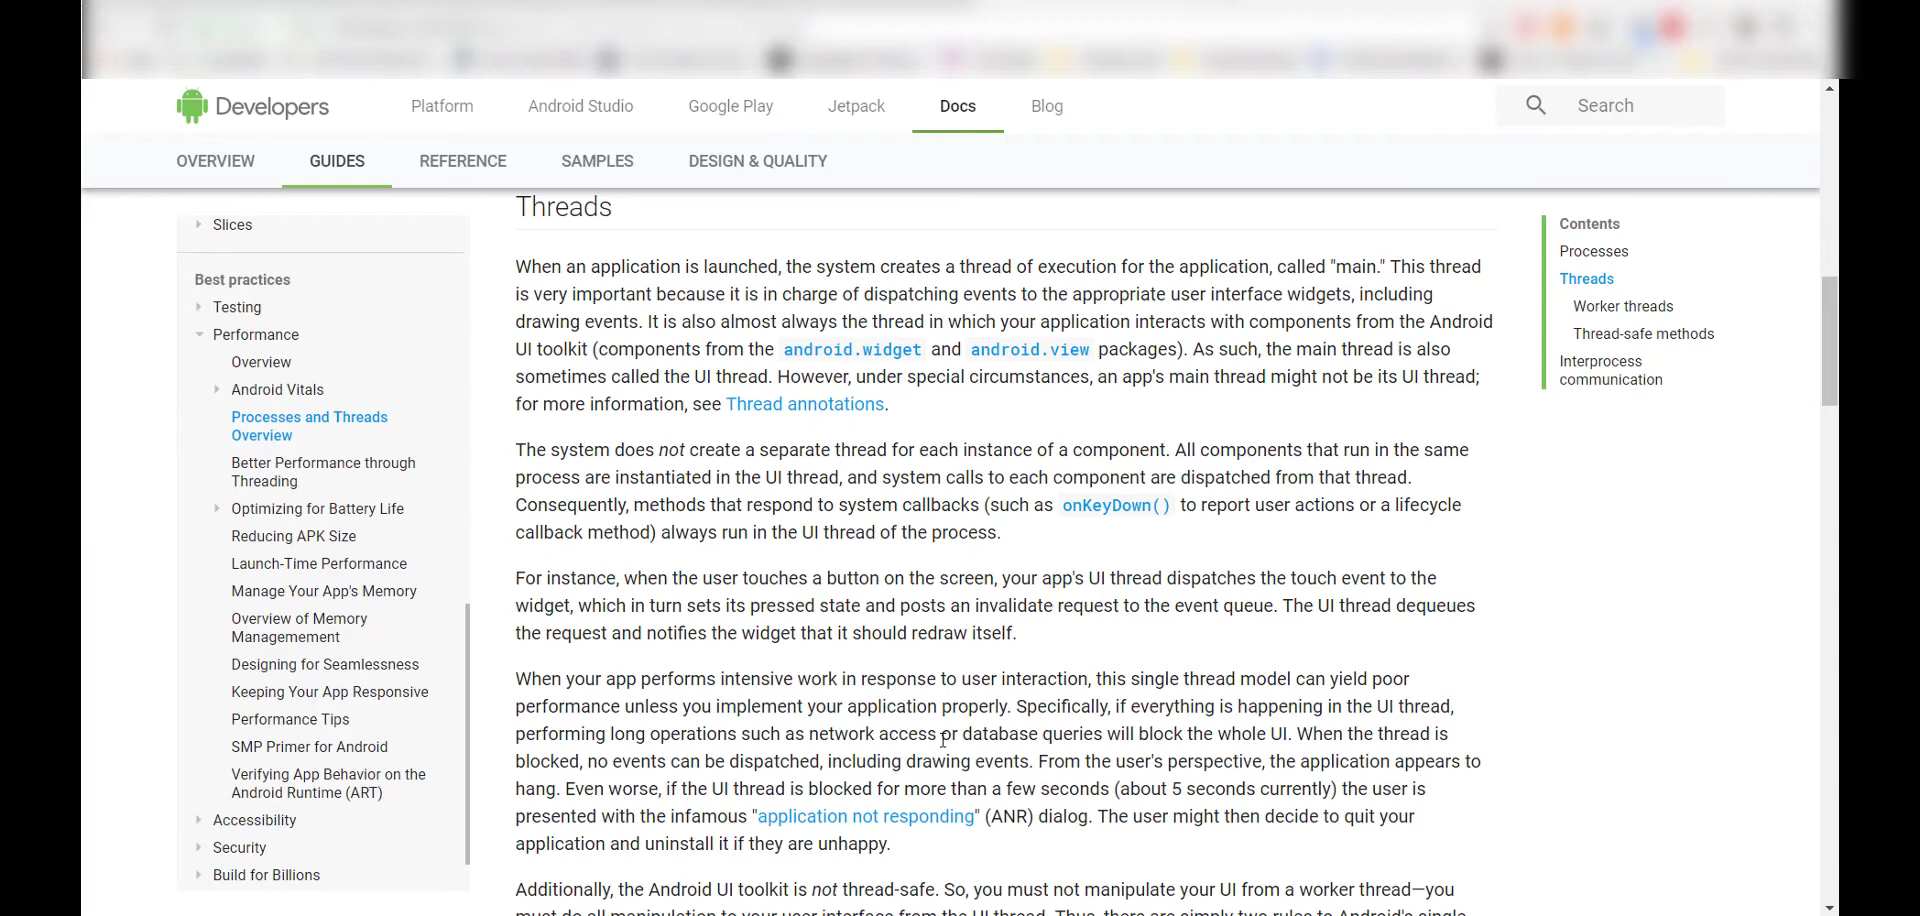 Developers
Platform
Android Studio
Google Play
Jetpack
Docs
Blog
Search
OVERVIEW
GUIDES
REFERENCE
SAMPLES
DESIGN & QUALITY
Slices
Best practices
Testing
Performance
Overview
Android Vitals
Processes and Threads
Overview
Better Performance through
Threading
Optimizing for Battery Life
Reducing APK Size
Launch-Time Performance
Manage Your App's Memory
Overview of Memory
Managemement
Designing for Seamlessness
Keeping Your App Responsive
Performance Tips
SMP Primer for Android
Verifying App Behavior on the
Android Runtime (ART)
Accessibility
Security
Build for Billions
Threads
When an application is launched, the system creates a thread of execution for the application, called "main." This thread
is very important because it is in charge of dispatching events to the appropriate user interface widgets, including
drawing events. It is also almost always the thread in which your application interacts with components from the Android
UI toolkit (components from the android.widget and android.view packages). As such, the main thread is also
sometimes called the UI thread. However, under special circumstances, an app's main thread might not be its UI thread;
for more information, see Thread annotations.
The system does not create a separate thread for each instance of a component. All components that run in the same
process are instantiated in the UI thread, and system calls to each component are dispatched from that thread.
Consequently, methods that respond to system callbacks (such as onKeyDown() to report user actions or a lifecycle
callback method) always run in the UI thread of the process.
For instance, when the user touches a button on the screen, your app's UI thread dispatches the touch event to the
widget, which in turn sets its pressed state and posts an invalidate request to the event queue. The UI thread dequeues
the request and notifies the widget that it should redraw itself.
When your app performs intensive work in response to user interaction, this single thread model can yield poor
performance unless you implement your application properly. Specifically, if everything is happening in the UI thread,
performing long operations such as network access or database queries will block the whole UI. When the thread is
blocked, no events can be dispatched, including drawing events. From the user's perspective, the application appears to
hang. Even worse, if the UI thread is blocked for more than a few seconds (about 5 seconds currently) the user is
presented with the infamous "application not responding" (ANR) dialog. The user might then decide to quit your
application and uninstall it if they are unhappy.
Additionally, the Android UI toolkit is not thread-safe. So, you must not manipulate your UI from a worker thread—you
must do all manipulation to your user interface from the UI thread. Thus, there are simply two rules to Android's single
Contents
Processes
Threads
Worker threads
Thread-safe methods
Interprocess
communication